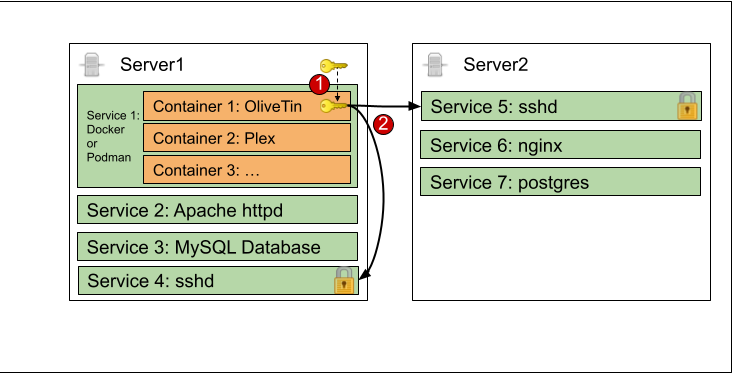 Server1
1
Service 1:
Docker
or
Podman
Container 1: OliveTin
Container 2: Plex
Container 3: …
Service 2: Apache httpd
Service 3: MySQL Database
Service 4: sshd
2
Server2
Service 5: sshd
Service 6: nginx
Service 7: postgres